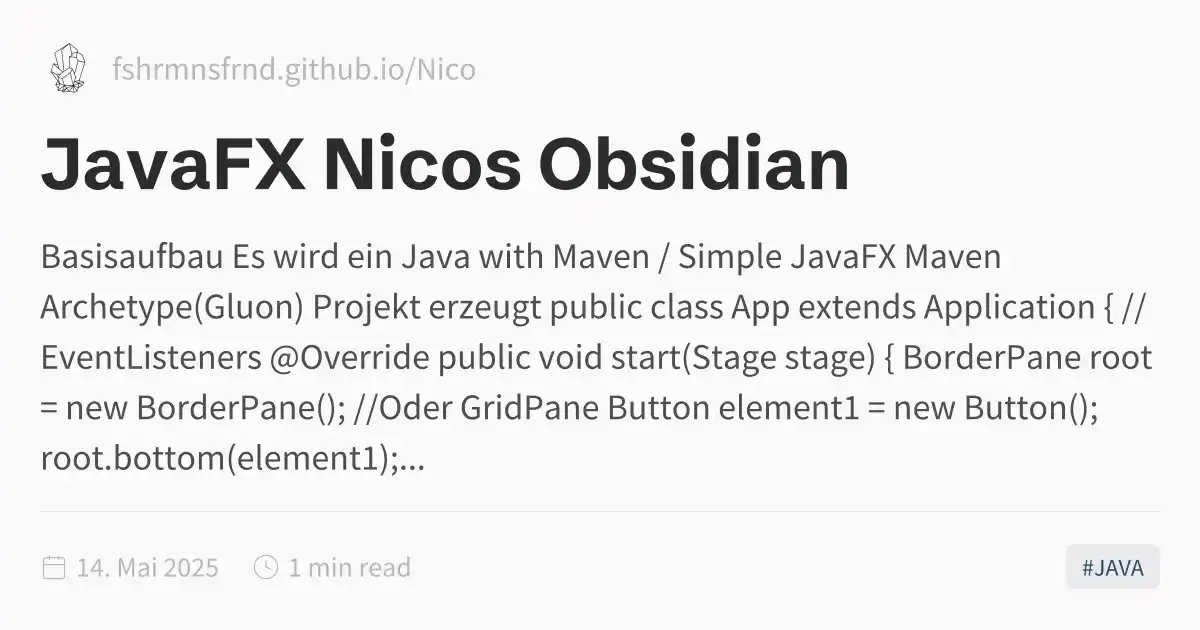 fshrmnsfrnd.github.io/Nico
JavaFX Nicos Obsidian
Basisaufbau Es wird ein Java with Maven / Simple JavaFX Maven
Archetype(Gluon) Projekt erzeugt public class App extends Application { //
EventListeners @Override public void start(Stage stage) { BorderPane root
= new BorderPane(); //Oder GridPane Button element1 = new Button();
root.bottom(element1);...
14. Mai 2025 1 min read #JAVA